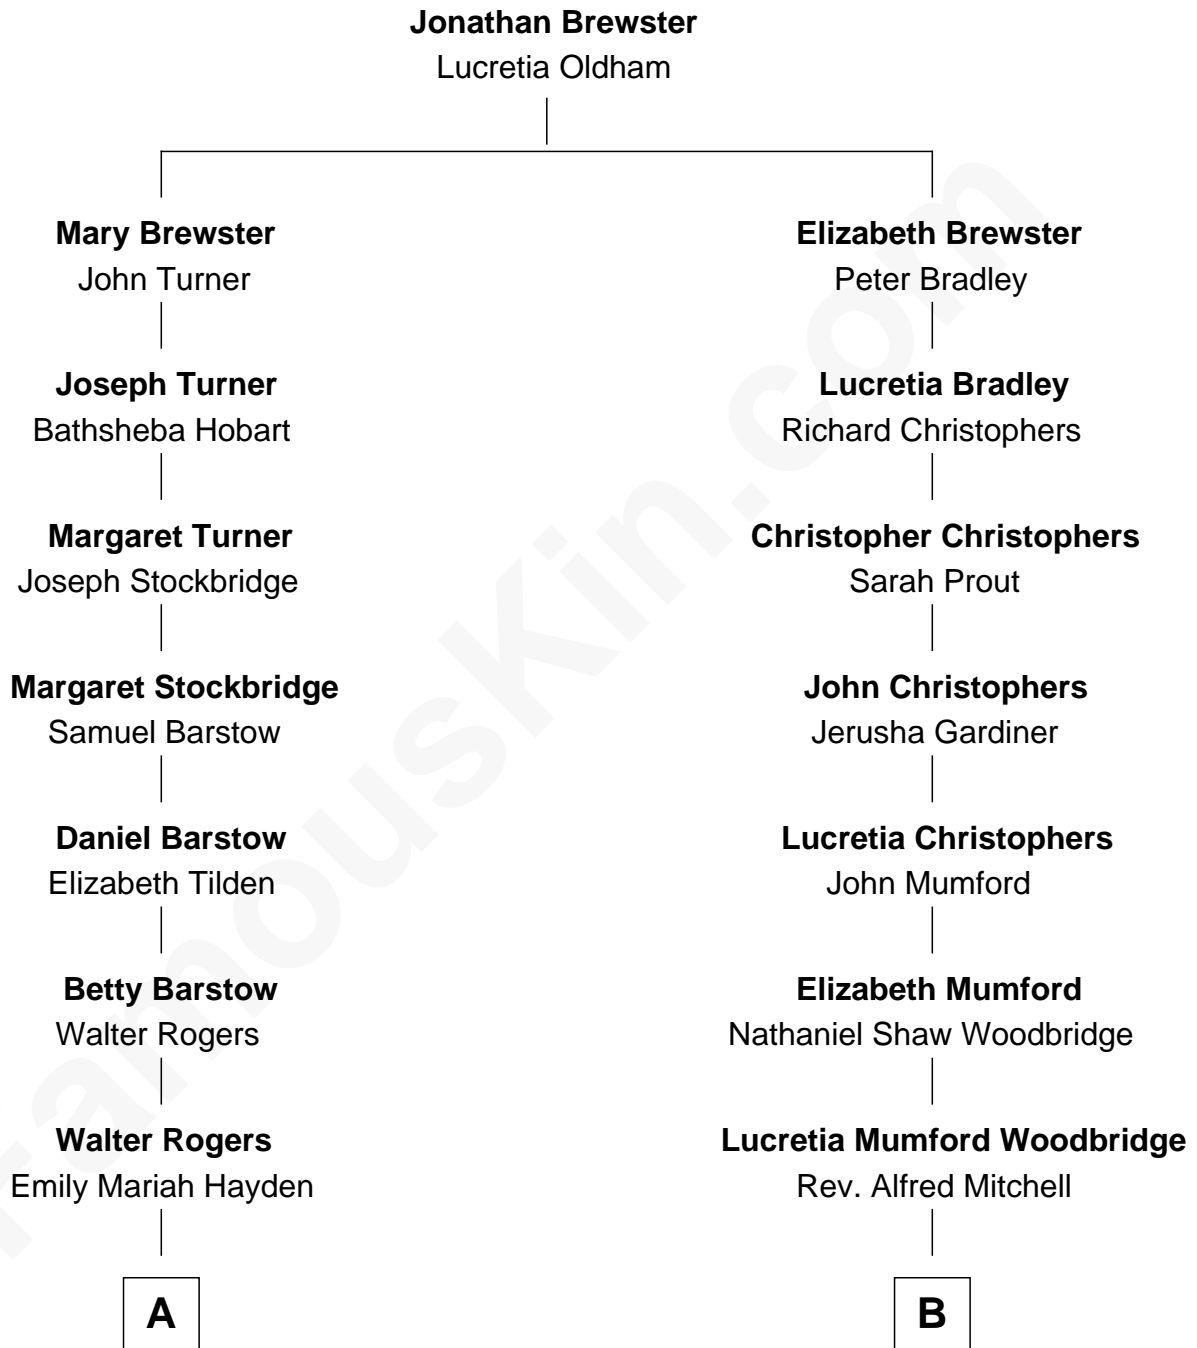 Jonathan Brewster
Lucretia Oldham
Mary Brewster
John Turner
Elizabeth Brewster
Peter Bradley
Joseph Turner
Bathsheba Hobart
Lucretia Bradley
Richard Christophers
Margaret Turner
Joseph Stockbridge
Christopher Christophers
Sarah Prout
Margaret Stockbridge
Samuel Barstow
John Christophers
Jerusha Gardiner
Daniel Barstow
Elizabeth Tilden
Lucretia Christophers
John Mumford
Betty Barstow
Walter Rogers
Elizabeth Mumford
Nathaniel Shaw Woodbridge
Walter Rogers
Emily Mariah Hayden
Lucretia Mumford Woodbridge
Rev. Alfred Mitchell
A
B
FamousKin.com